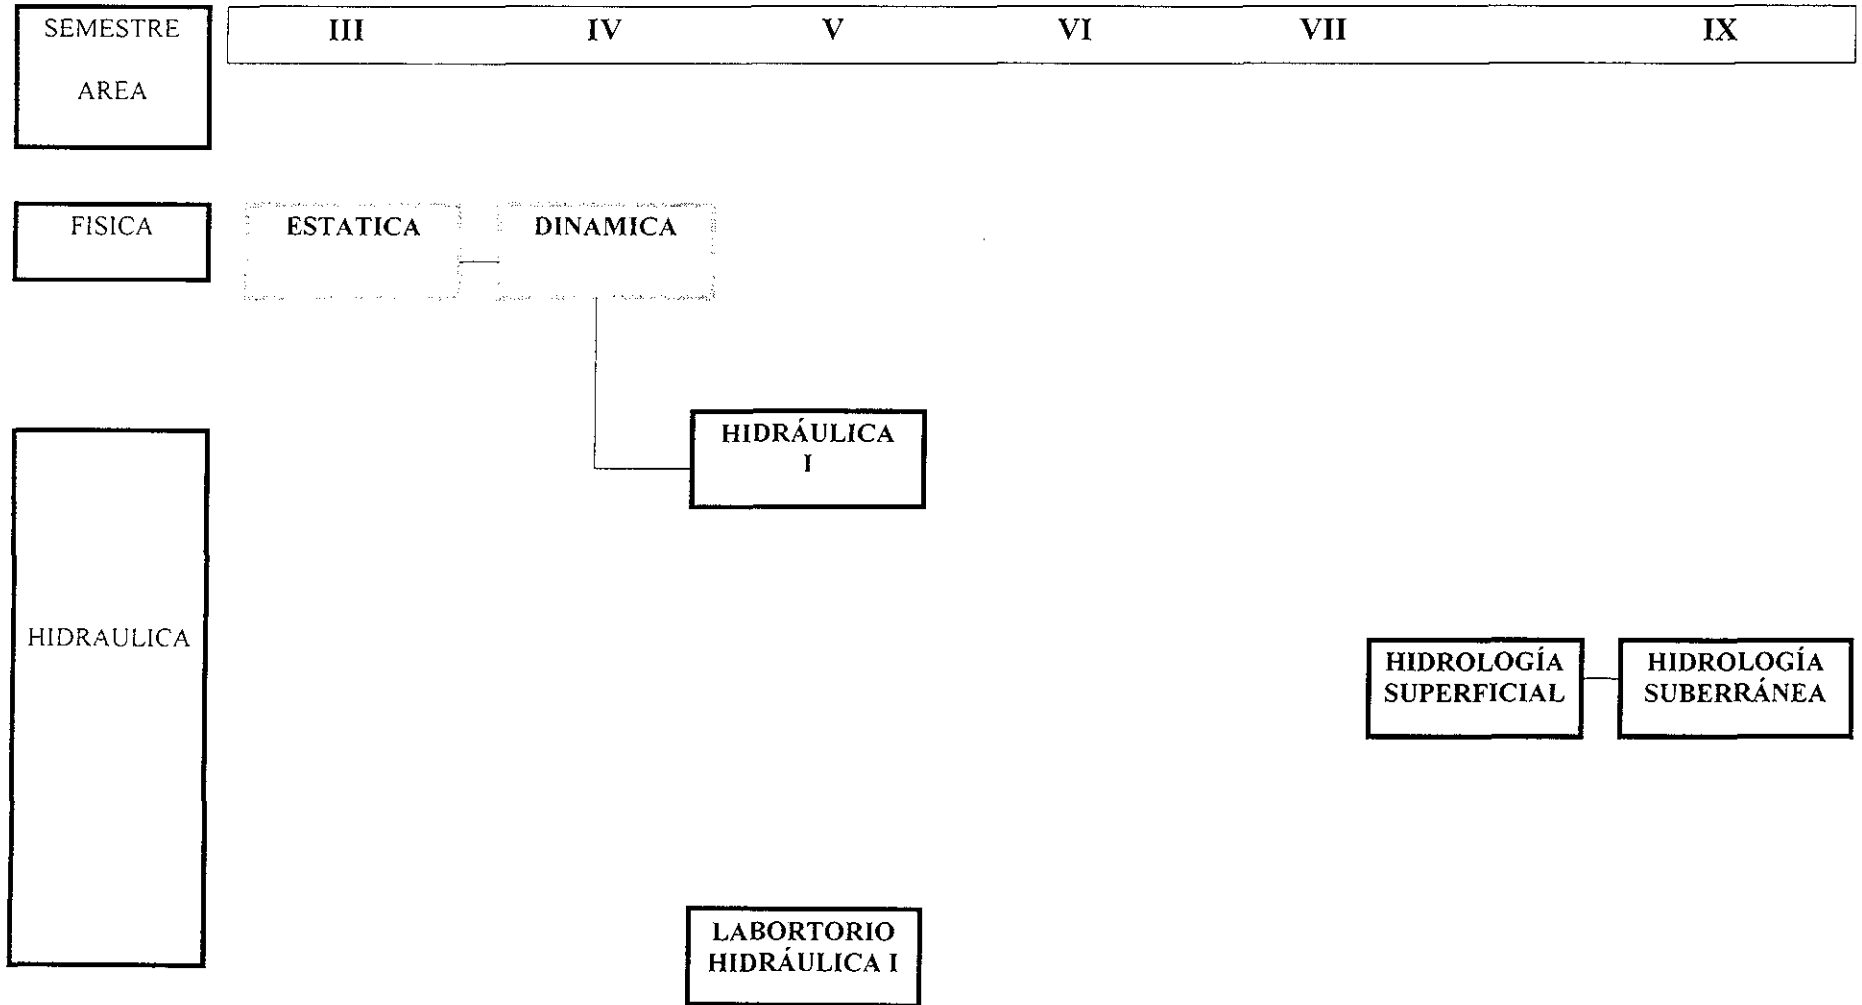 SEMESTRE
AREA
III IV V VI VII IX
FISICA
ESTATICA
DINAMICA
HIDRÁULICA
I
HIDRAULICA
HIDROLOGÍA
SUPERFICIAL
HIDROLOGÍA
SUBERRÁNEA
LABORTORIO
HIDRÁULICA I